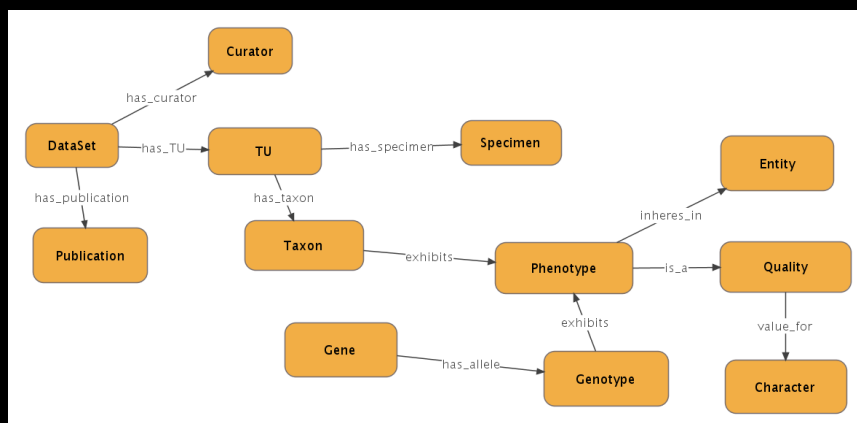 Curator
has_curator
DataSet
has_TU
TU
has_specimen
Specimen
Entity
has_publication
has_taxon
inheres_in
Publication
Taxon
exhibits
Phenotype
is_a
Quality
exhibits
value_for
Gene
has_allele
Genotype
Character